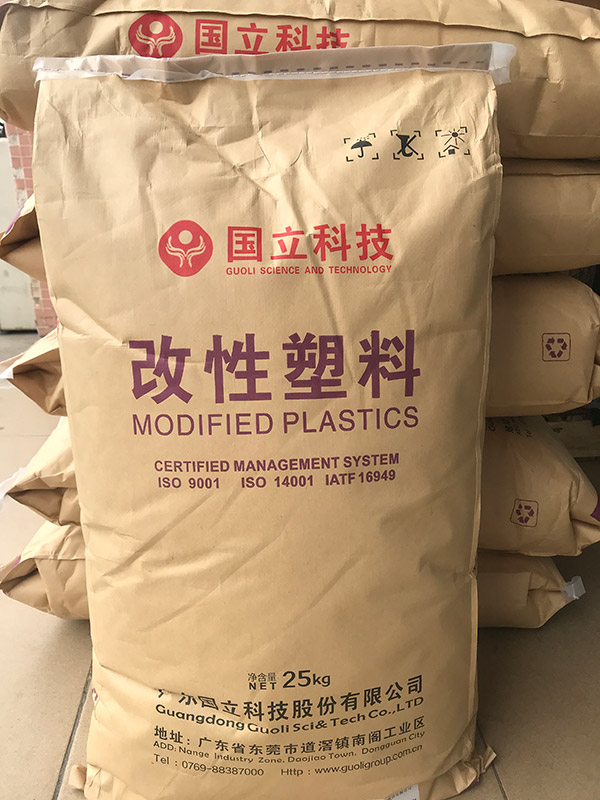 国立科技
国立科技
GUOLI SCIENCE AND TECHNOLOGY
改性塑料
MODIFIED PLASTICS
CERTIFIED MANAGEMENT SYSTEM
ISO 9001 ISO 14001 IATF 16949
净含量
NET 25kg
广东国立科技股份有限公司
Guangdong Guoli Sci & Tech Co.,LTD
地址：广东省东莞市道滘镇南阁工业区
ADD: Nange Industry Zone, Daojiao Town, Dongguan City
Tel：0769-88387000 Http：www.guoligroup.com.cn